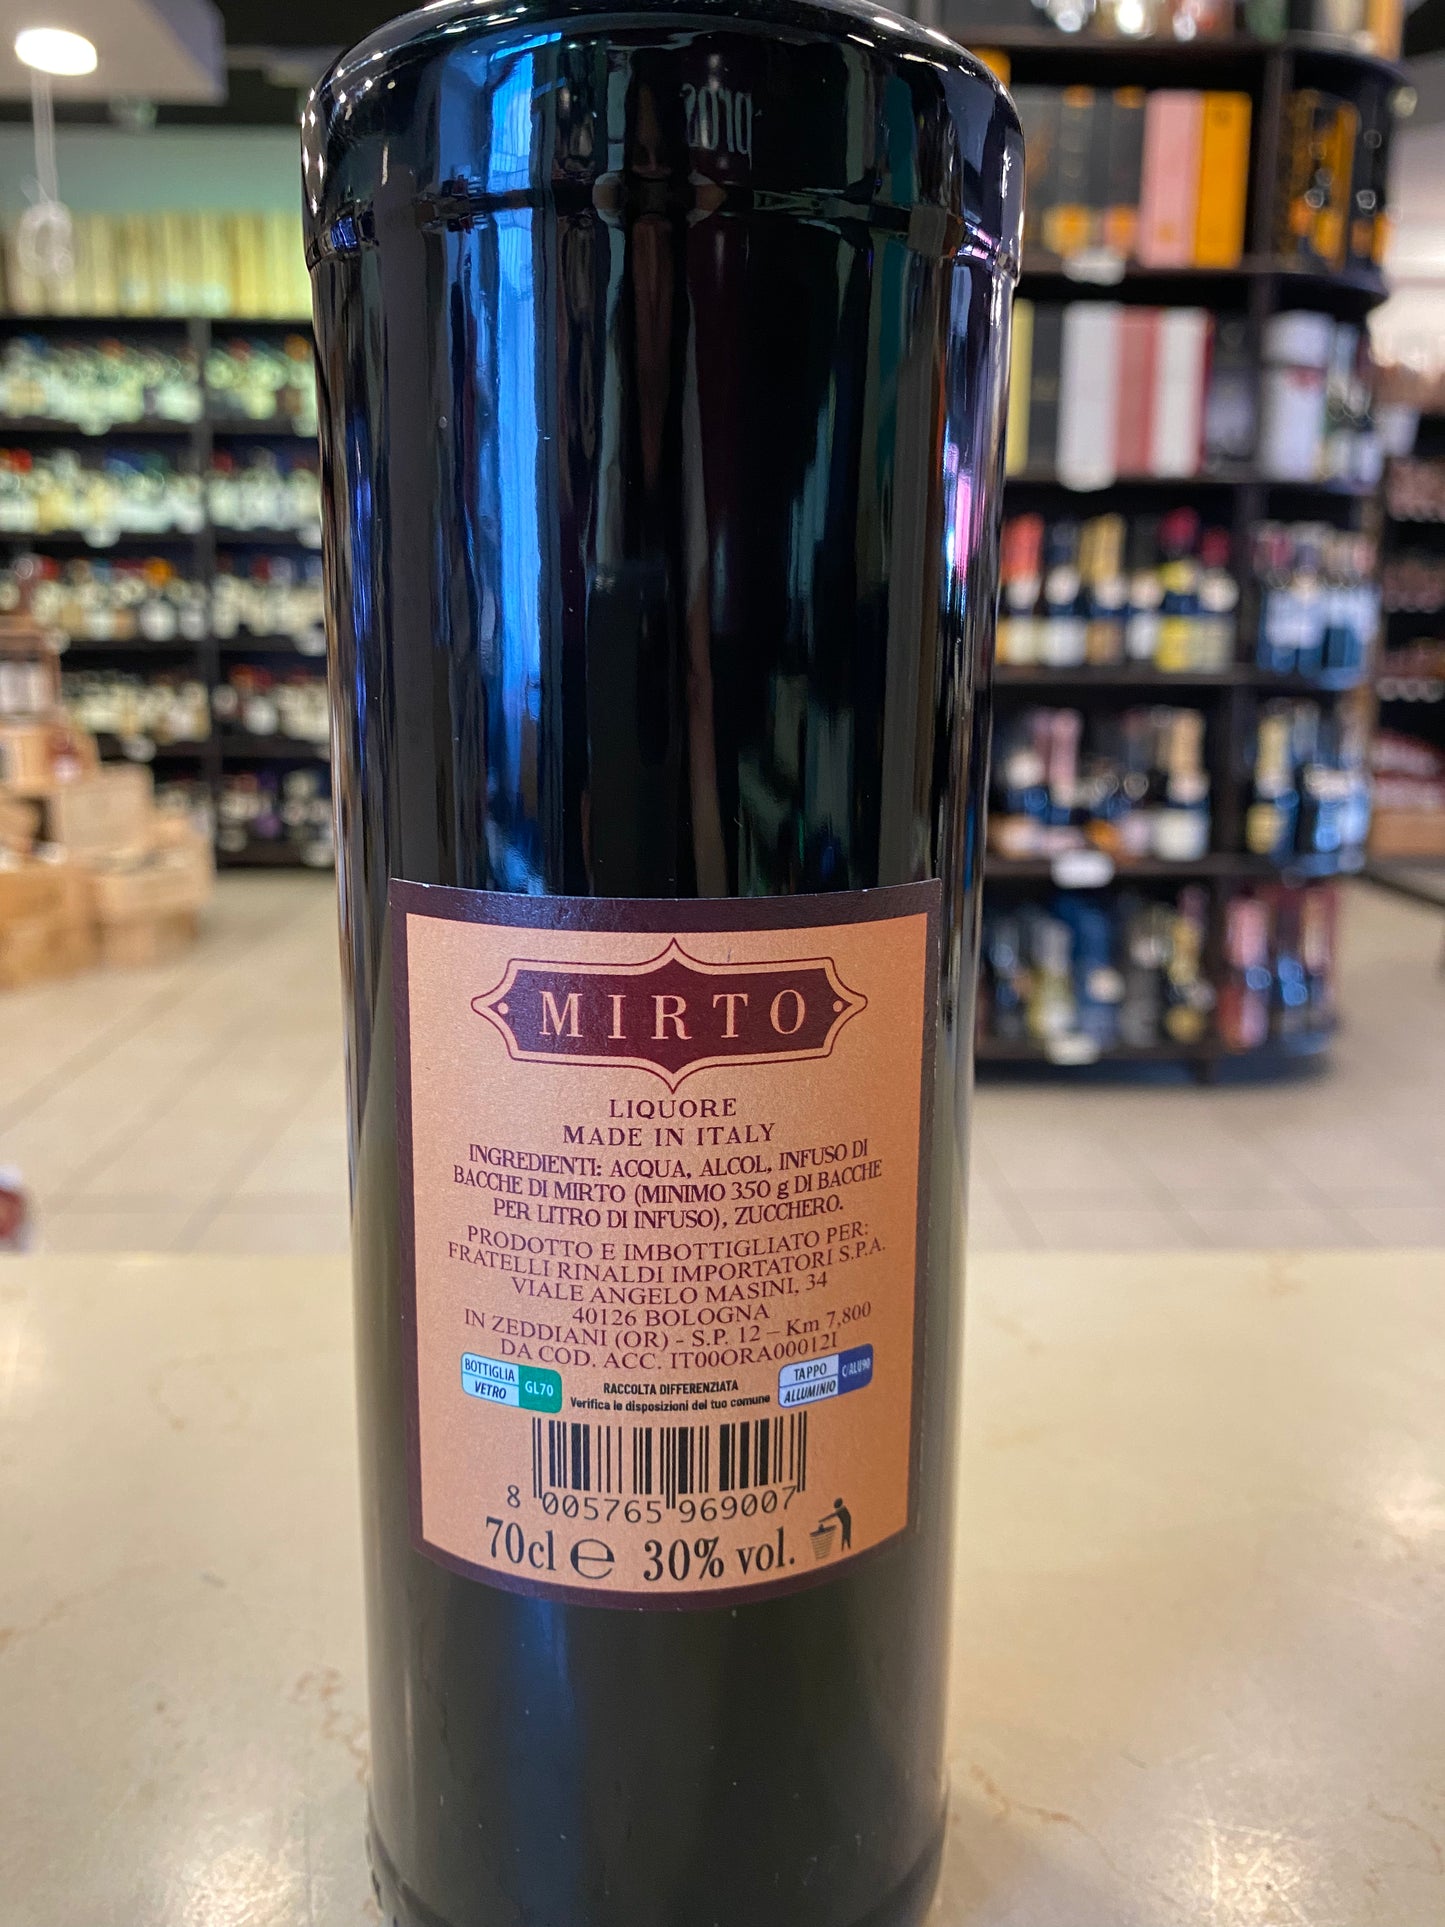 MIRTO
LIQUORE
MADE IN ITALY
INGREDIENTI: ACQUA, ALCOL, INFUSO DI
BACCHE DI MIRTO (MINIMO 350 g DI BACCHE
PER LITRO DI INFUSO), ZUCCHERO.
PRODOTTO E IMBOTTIGLIATO PER:
FRATELLI RINALDI IMPORTATORI S.P.A.
VIALE ANGELO MASINI, 34
40126 BOLOGNA
IN ZEDDIANI (OR) - S.P. 12 – Km 7,800
DA COD. ACC. IT00ORA00012I
BOTTIGLIA
VETRO
GL70
RACCOLTA DIFFERENZIATA
Verifica le disposizioni del tuo comune
TAPPO
ALLUMINIO
C/ALU90
8 005765 969007
70cl ℮ 30% vol.